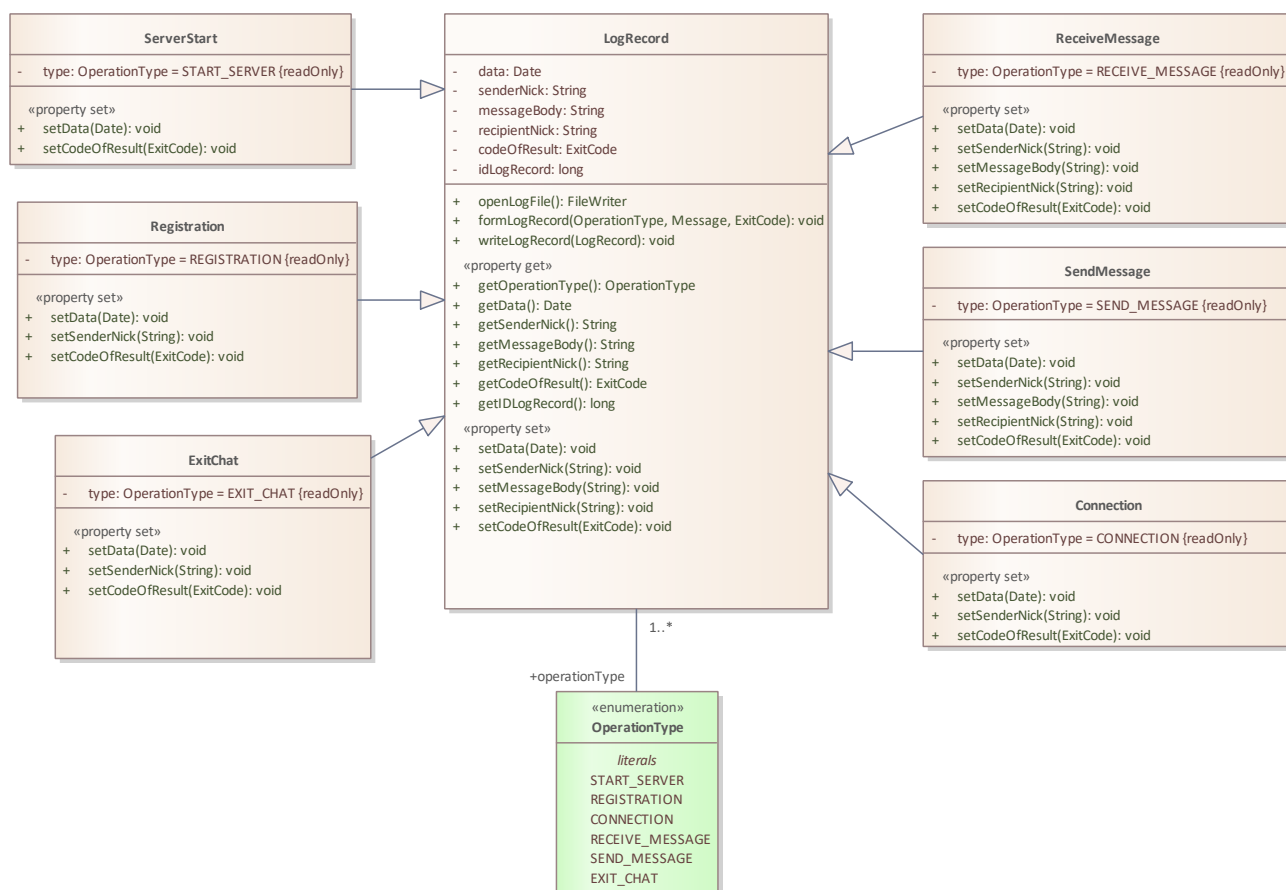 ServerStart
- type: OperationType = START_SERVER {readOnly}
«property set»
+ setData(Date): void
+ setCodeOfResult(ExitCode): void
Registration
- type: OperationType = REGISTRATION {readOnly}
«property set»
+ setData(Date): void
+ setSenderNick(String): void
+ setCodeOfResult(ExitCode): void
ExitChat
- type: OperationType = EXIT_CHAT {readOnly}
«property set»
+ setData(Date): void
+ setSenderNick(String): void
+ setCodeOfResult(ExitCode): void
LogRecord
- data: Date
- senderNick: String
- messageBody: String
- recipientNick: String
- codeOfResult: ExitCode
- idLogRecord: long
+ openLogFile(): FileWriter
+ formLogRecord(OperationType, Message, ExitCode): void
+ writeLogRecord(LogRecord): void
«property get»
+ getOperationType(): OperationType
+ getData(): Date
+ getSenderNick(): String
+ getMessageBody(): String
+ getRecipientNick(): String
+ getCodeOfResult(): ExitCode
+ getIDLogRecord(): long
«property set»
+ setData(Date): void
+ setSenderNick(String): void
+ setMessageBody(String): void
+ setRecipientNick(String): void
+ setCodeOfResult(ExitCode): void
ReceiveMessage
- type: OperationType = RECEIVE_MESSAGE {readOnly}
«property set»
+ setData(Date): void
+ setSenderNick(String): void
+ setMessageBody(String): void
+ setRecipientNick(String): void
+ setCodeOfResult(ExitCode): void
SendMessage
- type: OperationType = SEND_MESSAGE {readOnly}
«property set»
+ setData(Date): void
+ setSenderNick(String): void
+ setMessageBody(String): void
+ setRecipientNick(String): void
+ setCodeOfResult(ExitCode): void
Connection
- type: OperationType = CONNECTION {readOnly}
«property set»
+ setData(Date): void
+ setSenderNick(String): void
+ setCodeOfResult(ExitCode): void
1..*
+operationType
«enumeration»
OperationType
literals
START_SERVER
REGISTRATION
CONNECTION
RECEIVE_MESSAGE
SEND_MESSAGE
EXIT_CHAT